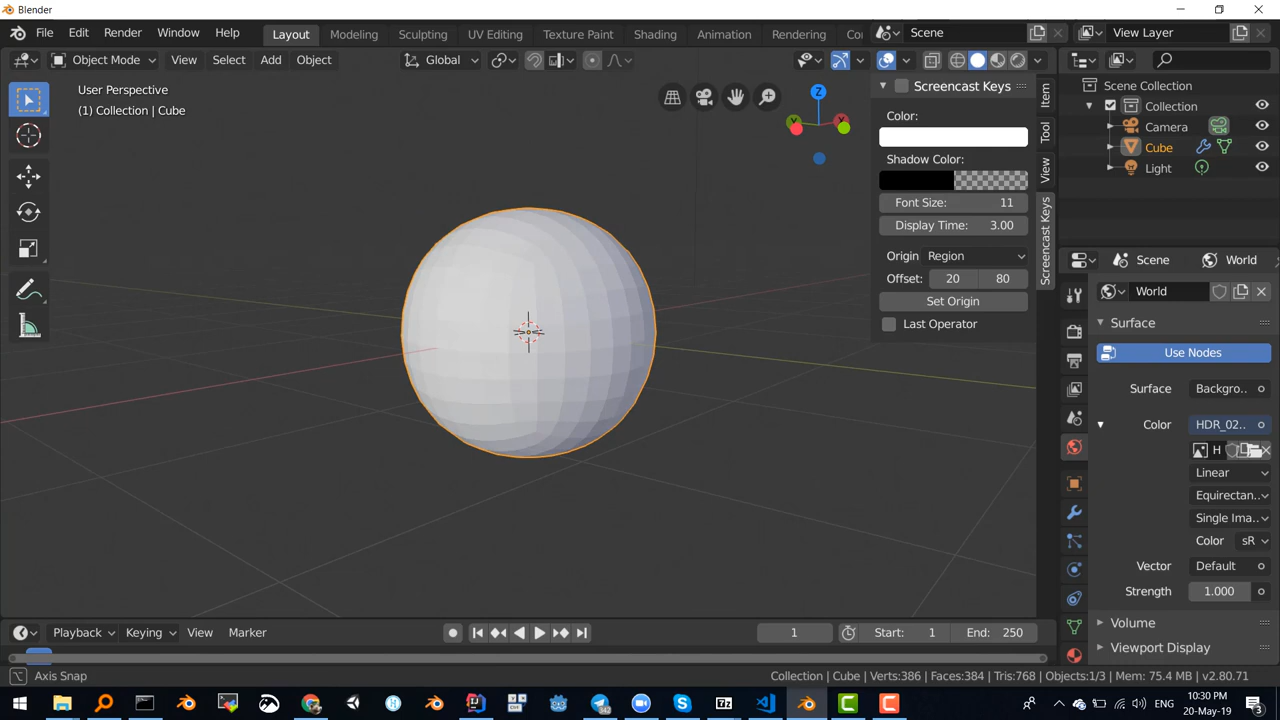 Blender
File Edit Render Window Help Layout Modeling Sculpting UV Editing Texture Paint Shading Animation Rendering Co Scene View Layer
Object Mode View Select Add Object Global
User Perspective
(1) Collection | Cube
Z
Y
Screencast Keys
Color:
Shadow Color:
Font Size: 11
Display Time: 3.00
Origin Region
Offset: 20 80
Set Origin
Last Operator
Item
Tool
View
Screencast Keys
Scene Collection
Collection
Camera
Cube
Light
Scene World
World
Surface
Use Nodes
Surface Backgro..
Color HDR_02..
H
Linear
Equirectan..
Single Ima..
Color sR
Vector Default
Strength 1.000
Volume
Viewport Display
Playback Keying View Marker 1 Start: 1 End: 250
Axis Snap
Collection | Cube | Verts:386 | Faces:384 | Tris:768 | Objects:1/3 | Mem: 75.4 MB | v2.80.71
7z
ENG
10:30 PM
20-May-19
3